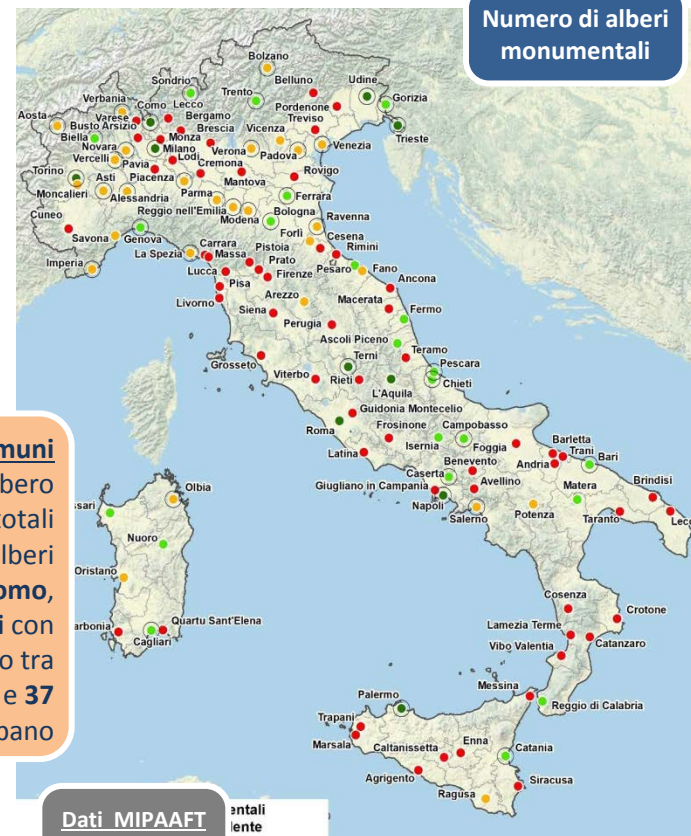 Numero di alberi
monumentali
Bolzano
Sondrio
Belluno
Udine
Verbania
Como
Lecco
Trento
Gorizia
Aosta
Varese
Bergamo
Pordenone
Busto Arsizio
Brescia
Vicenza
Treviso
Biella
Monza
Trieste
Novara
Milano
Verona
Venezia
Vercelli
Lodi
Padova
Torino
Pavia
Cremona
Asti
Piacenza
Mantova
Rovigo
Moncalieri
Parma
Ferrara
Alessandria
Reggio nell'Emilia
Bologna
Cuneo
Modena
Ravenna
Savona
Genova
Forlì
Cesena
La Spezia
Carrara
Pistoia
Rimini
Imperia
Massa
Prato
Lucca
Firenze
Pesaro
Fano
Pisa
Ancona
Arezzo
Macerata
Livorno
Siena
Fermo
Perugia
Ascoli Piceno
Grosseto
Terni
Teramo
Pescara
Viterbo
Rieti
Chieti
L'Aquila
Guidonia Montecelio
Roma
Frosinone
Campobasso
Isernia
Foggia
Barletta
Latina
Trani
Benevento
Andria
Bari
Caserta
Avellino
Brindisi
Giugliano in Campania
Matera
Napoli
Salerno
Potenza
Taranto
Lecc
muni
bero
totali
alberi
omo,
i con
o tra
e 37
pano
Olbia
ssari
Nuoro
Oristano
arbonia
Quartu Sant'Elena
Cagliari
Cosenza
Crotone
Lamezia Terme
Vibo Valentia
Catanzaro
Messina
Palermo
Reggio di Calabria
Trapani
Enna
Marsala
Caltanissetta
Catania
Agrigento
Siracusa
Ragusa
Dati MIPAAFT
entali
lente